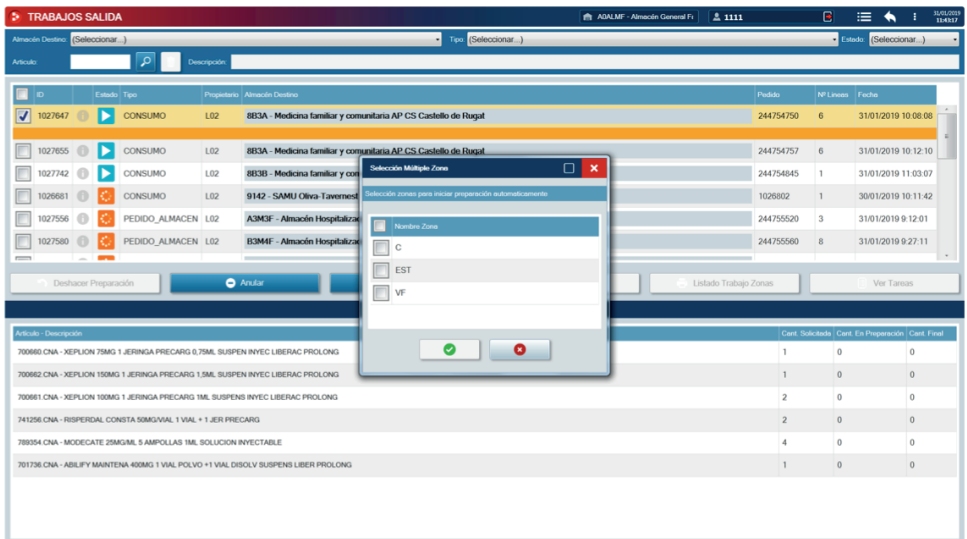 TRABAJOS SALIDA
A0ALMF - Almacén General Fi
1111
31/01/2019
11:43:17
Almacén Destino: (Seleccionar...)
Tipo: (Seleccionar...)
Estado: (Seleccionar...)
Artículo:
Descripción:
ID Estado Tipo Propietario Almacén Destino Pedido Nº Lineas Fecha
1027647 CONSUMO L02 8B3A - Medicina familiar y comunitaria AP CS Castello de Rugat 244754750 6 31/01/2019 10:08:08
1027655 CONSUMO L02 8B3A - Medicina familiar y comunitaria AP CS Castello de Rugat 244754757 6 31/01/2019 10:12:10
1027742 CONSUMO L02 8B3B - Medicina familiar y con 244754845 1 31/01/2019 11:03:07
1026681 CONSUMO L02 9142 - SAMU Oliva-Tavernest 1026802 1 30/01/2019 10:11:42
1027556 PEDIDO_ALMACEN L02 A3M3F - Almacén Hospitalizac 244755520 3 31/01/2019 9:12:01
1027580 PEDIDO_ALMACEN L02 B3M4F - Almacén Hospitalizac 244755560 8 31/01/2019 9:27:11
Selección Múltiple Zona
Selección zonas para iniciar preparación automaticamente
Nombre Zona
C
EST
VF
Deshacer Preparación
Anular
Listado Trabajo Zonas
Ver Tareas
Artículo - Descripción Cant. Solicitada Cant. En Preparación Cant. Final
700660.CNA - XEPLION 75MG 1 JERINGA PRECARG 0,75ML SUSPEN INYEC LIBERAC PROLONG 1 0 0
700662.CNA - XEPLION 150MG 1 JERINGA PRECARG 1,5ML SUSPEN INYEC LIBERAC PROLONG 1 0 0
700661.CNA - XEPLION 100MG 1 JERINGA PRECARG 1ML SUSPENS INYEC LIBERAC PROLONG 2 0 0
741256.CNA - RISPERDAL CONSTA 50MG/VIAL 1 VIAL + 1 JER PRECARG 2 0 0
789354.CNA - MODECATE 25MG/ML 5 AMPOLLAS 1ML SOLUCION INYECTABLE 4 0 0
701736.CNA - ABILIFY MAINTENA 400MG 1 VIAL POLVO +1 VIAL DISOLV SUSPENS LIBER PROLONG 1 0 0